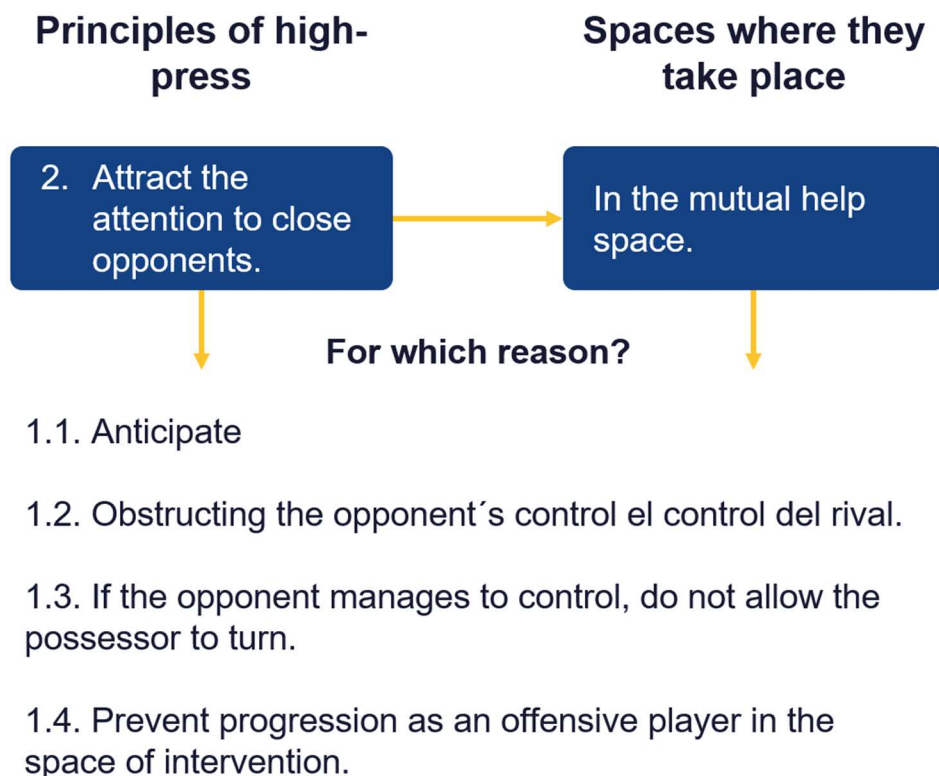 Principles of high-
press
Spaces where they
take place
2. Attract the
attention to close
opponents.
In the mutual help
space.
For which reason?
1.1. Anticipate
1.2. Obstructing the opponent´s control el control del rival.
1.3. If the opponent manages to control, do not allow the
possessor to turn.
1.4. Prevent progression as an offensive player in the
space of intervention.